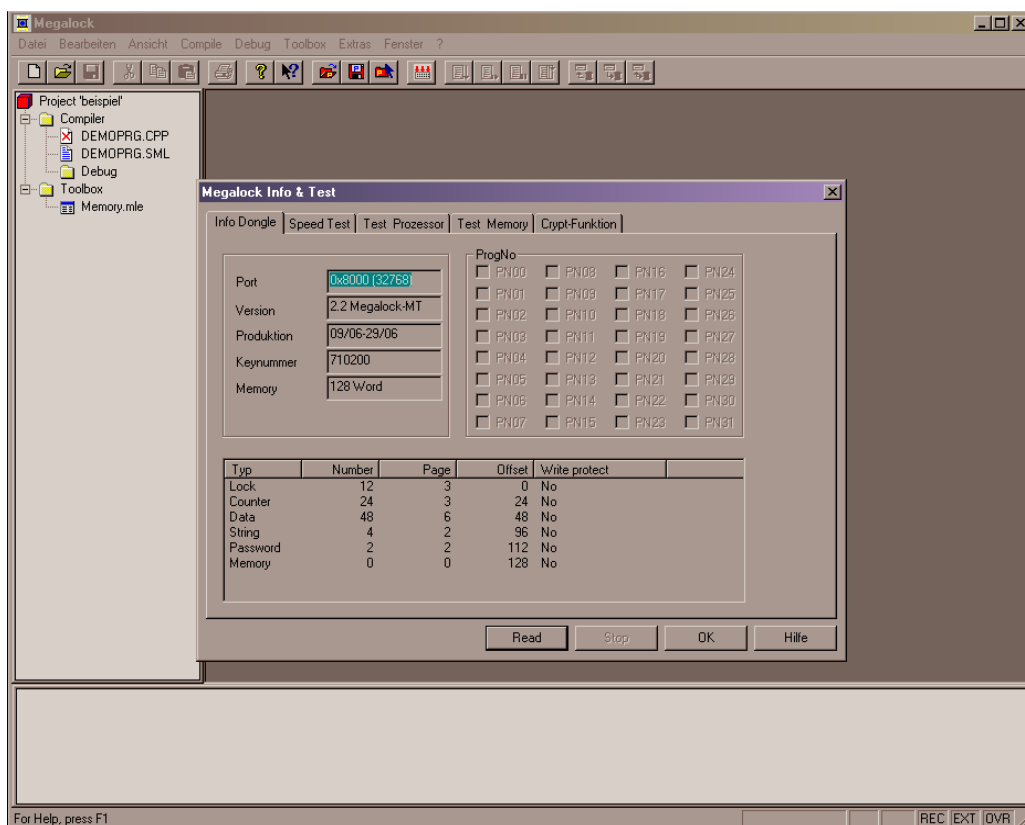 Megalock
Datei Bearbeiten Ansicht Compile Debug Toolbox Extras Fenster ?
Project 'beispiel'
Compiler
DEMOPRG.CPP
DEMOPRG.SML
Debug
Toolbox
Memory.mle
Megalock Info & Test
Info Dongle Speed Test Test Prozessor Test Memory Crypt-Funktion
Port 0x8000 (32768)
Version 2.2 Megalock-MT
Produktion 09/06-29/06
Keynummer 710200
Memory 128 Word
ProgNo
PN00 PN08 PN16 PN24
PN01 PN09 PN17 PN25
PN02 PN10 PN18 PN26
PN03 PN11 PN19 PN27
PN04 PN12 PN20 PN28
PN05 PN13 PN21 PN29
PN06 PN14 PN22 PN30
PN07 PN15 PN23 PN31
Typ Number Page Offset Write protect
Lock 12 3 0 No
Counter 24 3 24 No
Data 48 6 48 No
String 4 2 96 No
Password 2 2 112 No
Memory 0 0 128 No
Read Stop OK Hilfe
For Help, press F1 REC EXT OVR